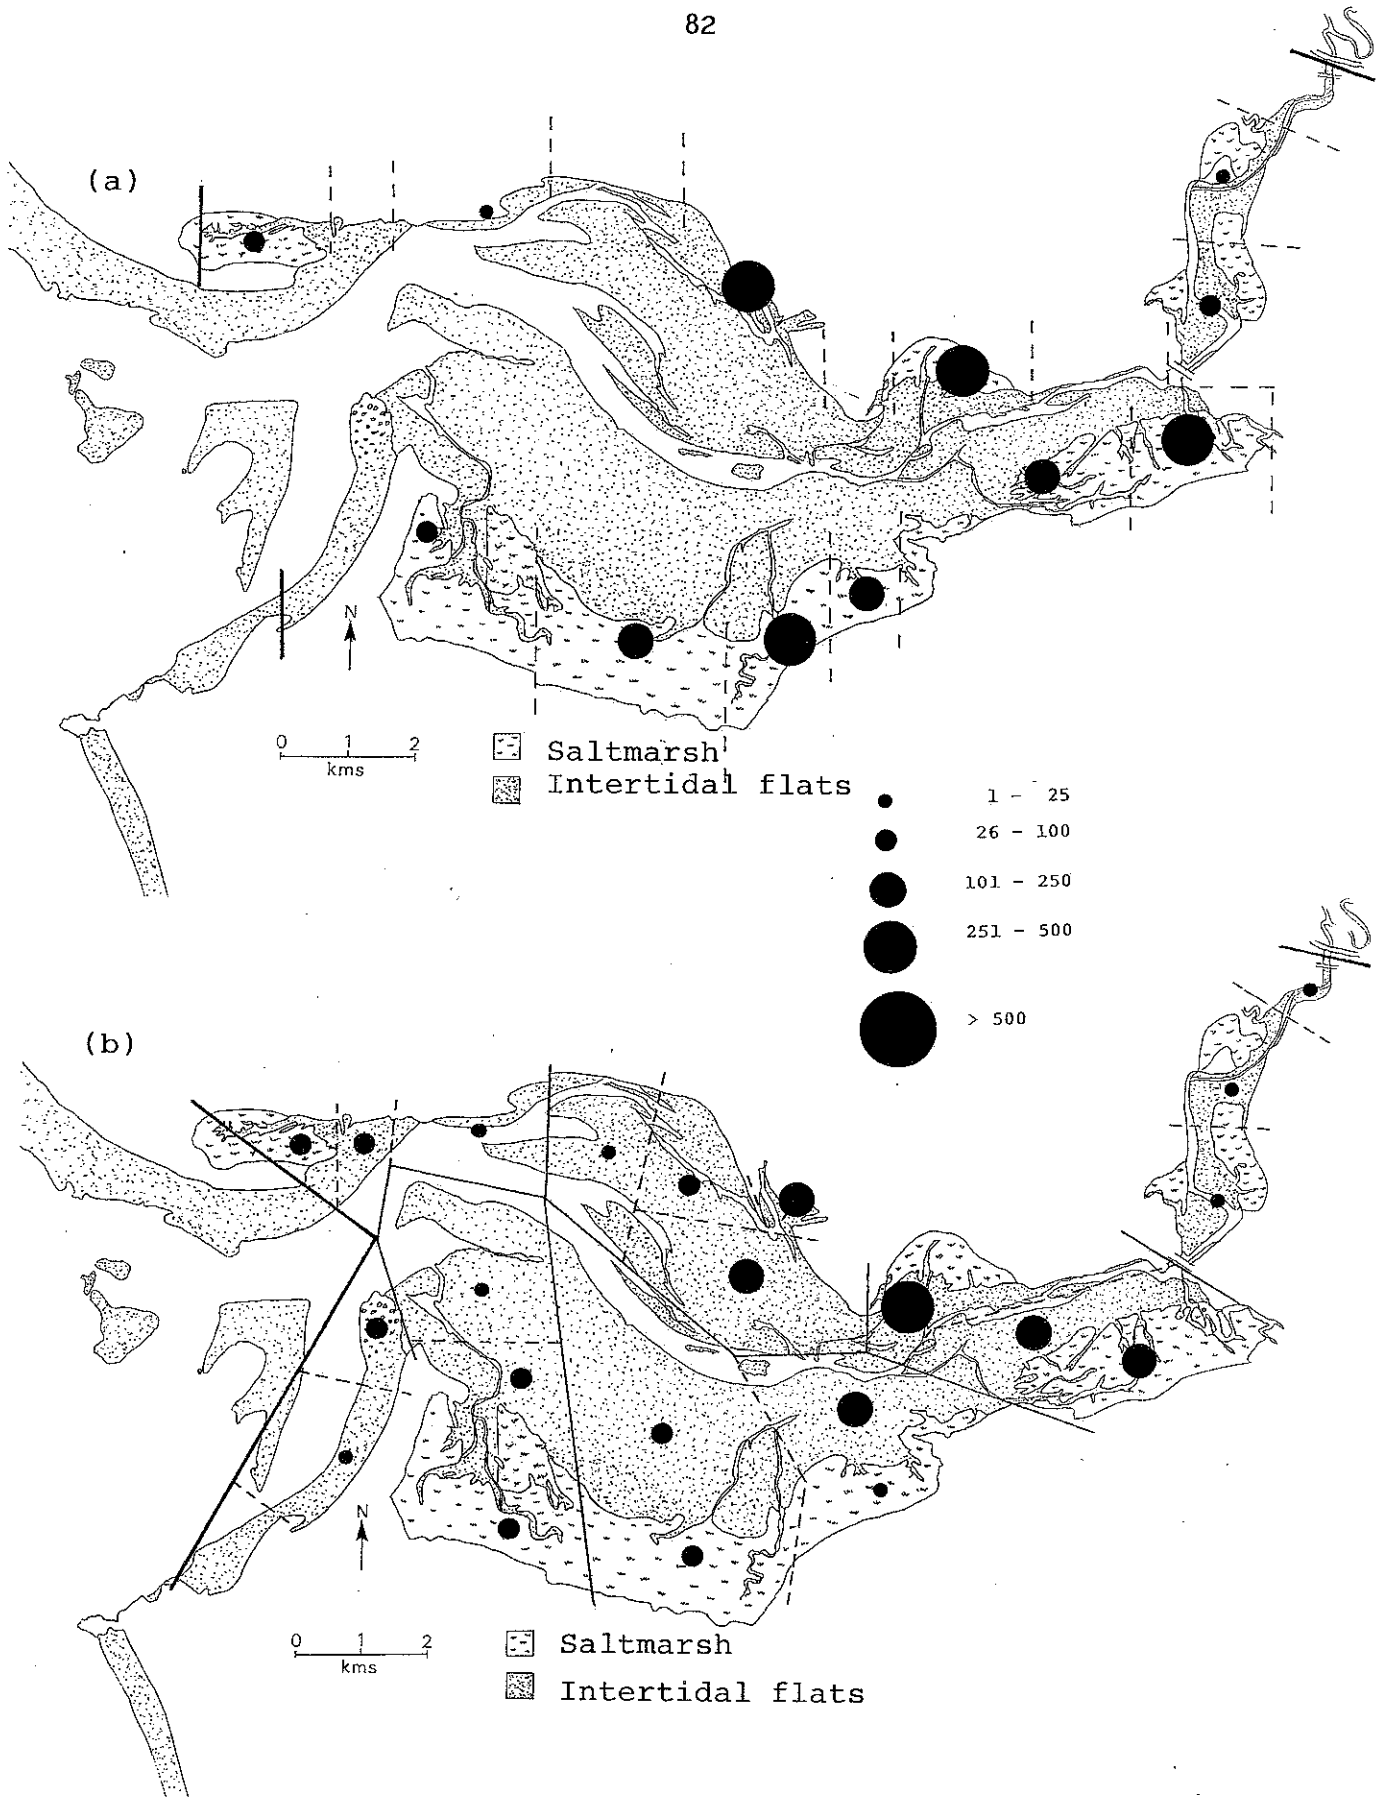 82
(a)
N
0 1 2
kms
Saltmarsh
Intertidal flats
1 - 25
26 - 100
101 - 250
251 - 500
> 500
(b)
N
0 1 2
kms
Saltmarsh
Intertidal flats